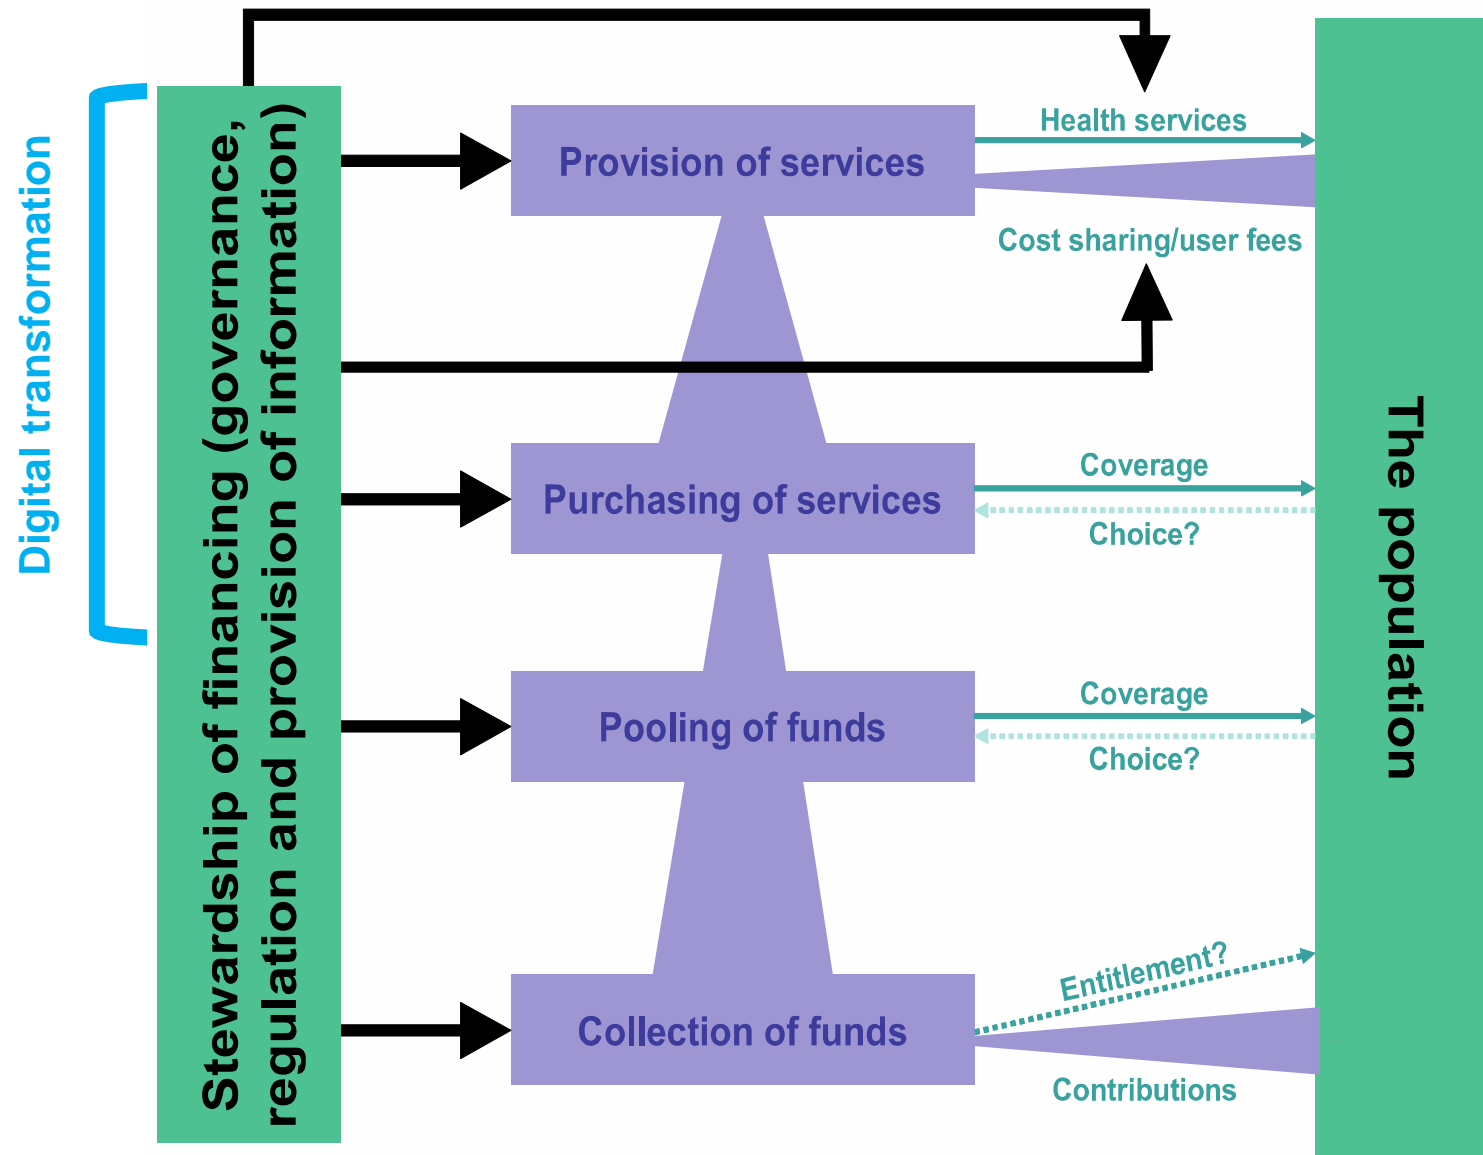 Digital transformation
Stewardship of financing (governance,
regulation and provision of information)
Provision of services
Health services
Cost sharing/user fees
Purchasing of services
Coverage
Choice?
Pooling of funds
Coverage
Choice?
Collection of funds
Entitlement?
Contributions
The population